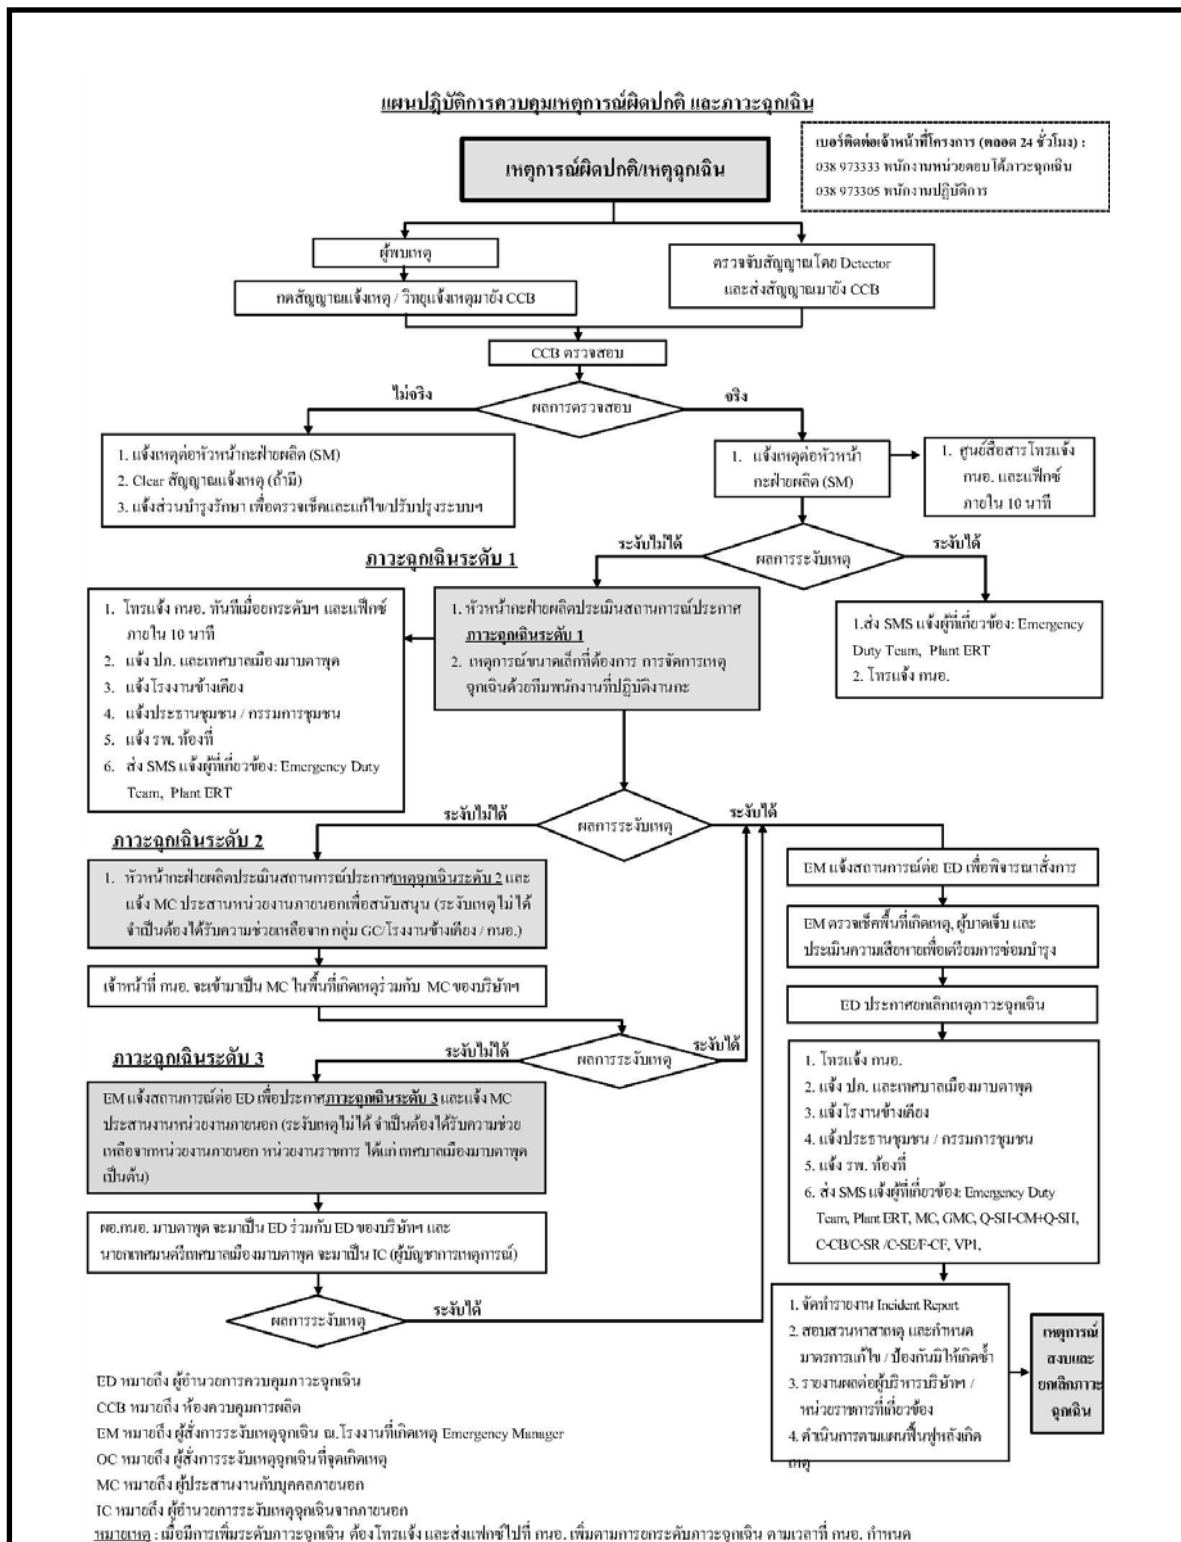 แผนปฏิบัติการควบคุมเหตุการณ์ผิดปกติ และภาวะฉุกเฉิน
เหตุการณ์ผิดปกติ/เหตุฉุกเฉิน
เบอร์ติดต่อเจ้าหน้าที่โครงการ (ตลอด 24 ชั่วโมง) :
038 973333 พนักงานหน่วยตอบโต้ภาวะฉุกเฉิน
038 973305 พนักงานปฏิบัติการ
ผู้พบเหตุ
ตรวจจับสัญญาณโดย Detector
และส่งสัญญาณมายัง CCB
กดสัญญาณแจ้งเหตุ / วิทยุแจ้งเหตุมายัง CCB
CCB ตรวจสอบ
ไม่จริง
ผลการตรวจสอบ
จริง
1. แจ้งเหตุต่อหัวหน้ากะฝ่ายผลิต (SM)
2. Clear สัญญาณแจ้งเหตุ (ถ้ามี)
3. แจ้งส่วนบำรุงรักษา เพื่อตรวจเช็คและแก้ไข/ปรับปรุงระบบฯ
1. แจ้งเหตุต่อหัวหน้า
กะฝ่ายผลิต (SM)
1. ศูนย์สื่อสารโทรแจ้ง
กนอ. และแฟ็กซ์
ภายใน 10 นาที
ระงับไม่ได้
ผลการระงับเหตุ
ระงับได้
ภาวะฉุกเฉินระดับ 1
1. โทรแจ้ง กนอ. ทันทีเมื่อยกระดับฯ และแฟ็กซ์
ภายใน 10 นาที
2. แจ้ง ปภ. และเทศบาลเมืองมาบตาพุด
3. แจ้งโรงงานข้างเคียง
4. แจ้งประธานชุมชน / กรรมการชุมชน
5. แจ้ง รพ. ท้องที่
6. ส่ง SMS แจ้งผู้ที่เกี่ยวข้อง: Emergency Duty
Team, Plant ERT
1. หัวหน้ากะฝ่ายผลิตประเมินสถานการณ์ประกาศ
ภาวะฉุกเฉินระดับ 1
2. เหตุการณ์ขนาดเล็กที่ต้องการ การจัดการเหตุ
ฉุกเฉินด้วยทีมพนักงานที่ปฏิบัติงานกะ
1.ส่ง SMS แจ้งผู้ที่เกี่ยวข้อง: Emergency
Duty Team, Plant ERT
2. โทรแจ้ง กนอ.
ระงับไม่ได้
ผลการระงับเหตุ
ระงับได้
ภาวะฉุกเฉินระดับ 2
1. หัวหน้ากะฝ่ายผลิตประเมินสถานการณ์ประกาศเหตุฉุกเฉินระดับ 2 และ
แจ้ง MC ประสานหน่วยงานภายนอกเพื่อสนับสนุน (ระงับเหตุไม่ได้
จำเป็นต้องได้รับความช่วยเหลือจาก กลุ่ม GC/โรงงานข้างเคียง / กนอ.)
เจ้าหน้าที่ กนอ. จะเข้ามาเป็น MC ในพื้นที่เกิดเหตุร่วมกับ MC ของบริษัทฯ
EM แจ้งสถานการณ์ต่อ ED เพื่อพิจารณาสั่งการ
EM ตรวจเช็คพื้นที่เกิดเหตุ, ผู้บาดเจ็บ และ
ประเมินความเสียหายเพื่อเตรียมการซ่อมบำรุง
ED ประกาศยกเลิกเหตุภาวะฉุกเฉิน
ระงับไม่ได้
ผลการระงับเหตุ
ระงับได้
ภาวะฉุกเฉินระดับ 3
EM แจ้งสถานการณ์ต่อ ED เพื่อประกาศภาวะฉุกเฉินระดับ 3 และแจ้ง MC
ประสานงานหน่วยงานภายนอก (ระงับเหตุไม่ได้ จำเป็นต้องได้รับความช่วย
เหลือจากหน่วยงานภายนอก หน่วยงานราชการ ได้แก่ เทศบาลเมืองมาบตาพุด
เป็นต้น)
ผอ.กนอ. มาบตาพุด จะมาเป็น ED ร่วมกับ ED ของบริษัทฯ และ
นายกเทศมนตรีเทศบาลเมืองมาบตาพุด จะมาเป็น IC (ผู้บัญชาการเหตุการณ์)
1. โทรแจ้ง กนอ.
2. แจ้ง ปภ. และเทศบาลเมืองมาบตาพุด
3. แจ้งโรงานข้างเคียง
4. แจ้งประธานชุมชน / กรรมการชุมชน
5. แจ้ง รพ. ท้องที่
6. ส่ง SMS แจ้งผู้ที่เกี่ยวข้อง: Emergency Duty
Team, Plant ERT, MC, GMC, Q-SH-CM+Q-SH,
C-CB/C-SR /C-SE/F-CF, VP1,
ผลการระงับเหตุ
ระงับได้
1. จัดทำรายงาน Incident Report
2. สอบสวนหาสาเหตุ และกำหนด
มาตรการแก้ไข / ป้องกันมิให้เกิดซ้ำ
3. รายงานผลต่อผู้บริหารบริษัทฯ /
หน่วยราชการที่เกี่ยวข้อง
4. ดำเนินการตามแผนฟื้นฟูหลังเกิด
เหตุ
เหตุการณ์
สงบและ
ยกเลิกภาวะ
ฉุกเฉิน
ED หมายถึง ผู้อำนวยการควบคุมภาวะฉุกเฉิน
CCB หมายถึง ห้องควบคุมการผลิต
EM หมายถึง ผู้สั่งการระงับเหตุฉุกเฉิน ณ.โรงงานที่เกิดเหตุ Emergency Manager
OC หมายถึง ผู้สั่งการระงับเหตุฉุกเฉินที่จุดเกิดเหตุ
MC หมายถึง ผู้ประสานงานกับบุคคลภายนอก
IC หมายถึง ผู้อำนวยการระงับเหตุฉุกเฉินจากภายนอก
หมายเหตุ : เมื่อมีการเพิ่มระดับภาวะฉุกเฉิน ต้องโทรแจ้ง และส่งแฟกซ์ไปที่ กนอ. เพิ่มตามการยกระดับภาวะฉุกเฉิน ตามเวลาที่ กนอ. กำหนด